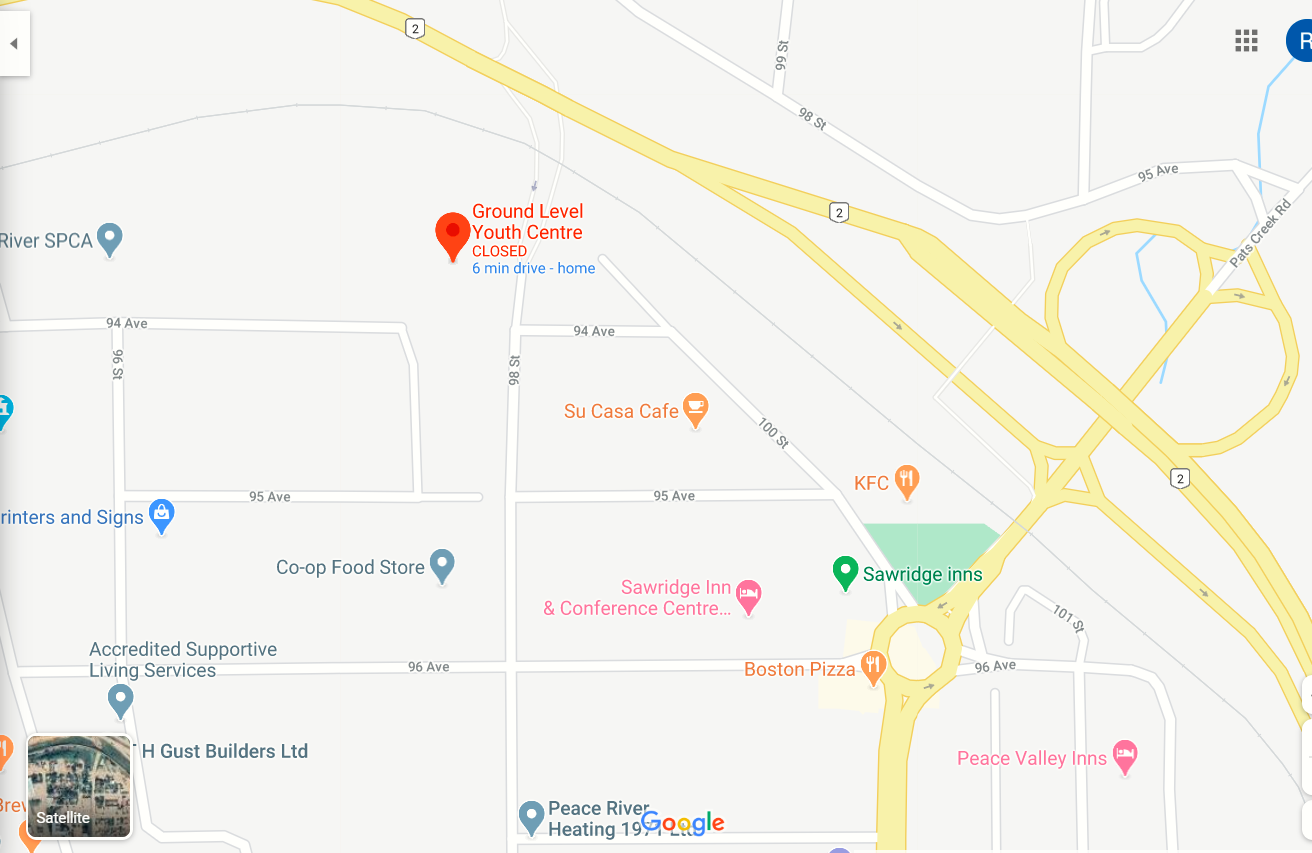 2
R
99 St
98 St
95 Ave
2
Pats Creek Rd
Ground Level
Youth Centre
CLOSED
6 min drive - home
River SPCA
94 Ave
94 Ave
96 St
98 St
Su Casa Cafe
100 St
KFC
2
95 Ave
95 Ave
rinters and Signs
Co-op Food Store
Sawridge inns
Sawridge Inn
& Conference Centre...
101 St
Accredited Supportive
Living Services
96 Ave
96 Ave
Boston Pizza
H Gust Builders Ltd
Peace Valley Inns
Brew
Satellite
Peace River
Heating 1971 Ltd
Google